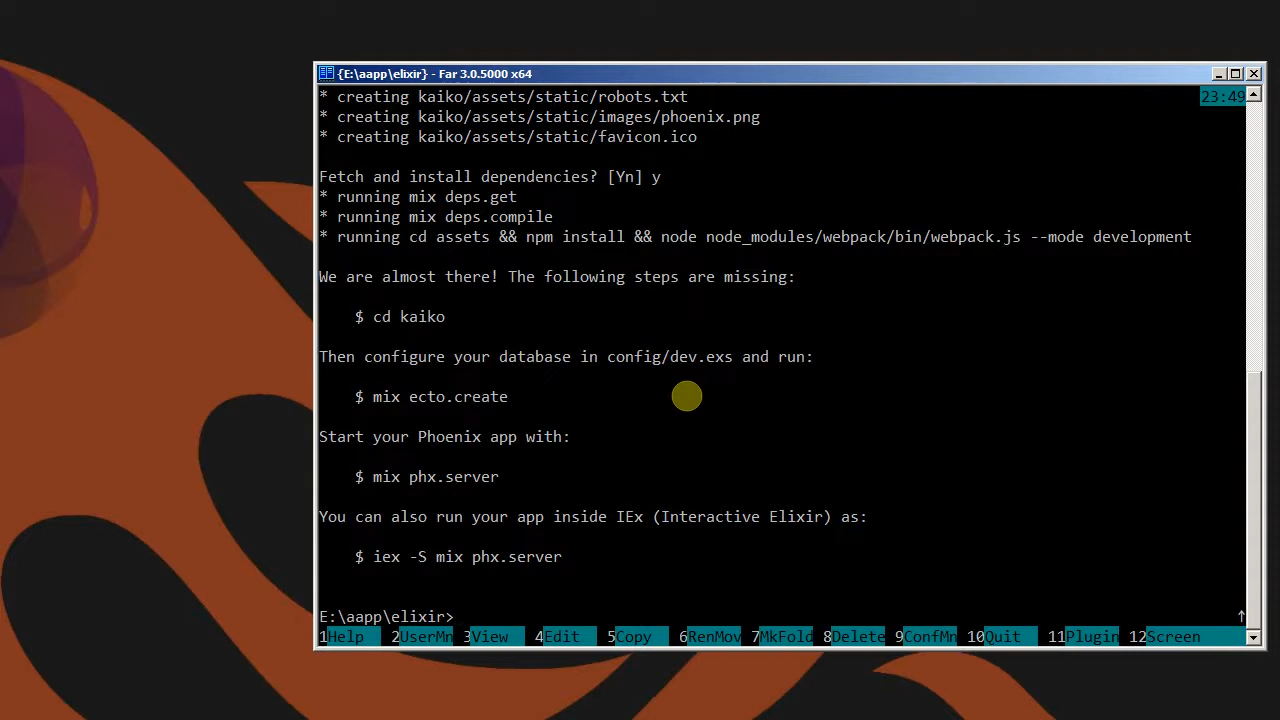 {E:\aapp\elixir} - Far 3.0.5000 x64
* creating kaiko/assets/static/robots.txt
23:49
* creating kaiko/assets/static/images/phoenix.png
* creating kaiko/assets/static/favicon.ico
Fetch and install dependencies? [Yn] y
* running mix deps.get
* running mix deps.compile
* running cd assets && npm install && node node_modules/webpack/bin/webpack.js --mode development
We are almost there! The following steps are missing:
$ cd kaiko
Then configure your database in config/dev.exs and run:
$ mix ecto.create
Start your Phoenix app with:
$ mix phx.server
You can also run your app inside IEx (Interactive Elixir) as:
$ iex -S mix phx.server
E:\aapp\elixir> ↑
1Help 2UserMn 3View 4Edit 5Copy 6RenMov 7MkFold 8Delete 9ConfMn 10Quit 11Plugin 12Screen